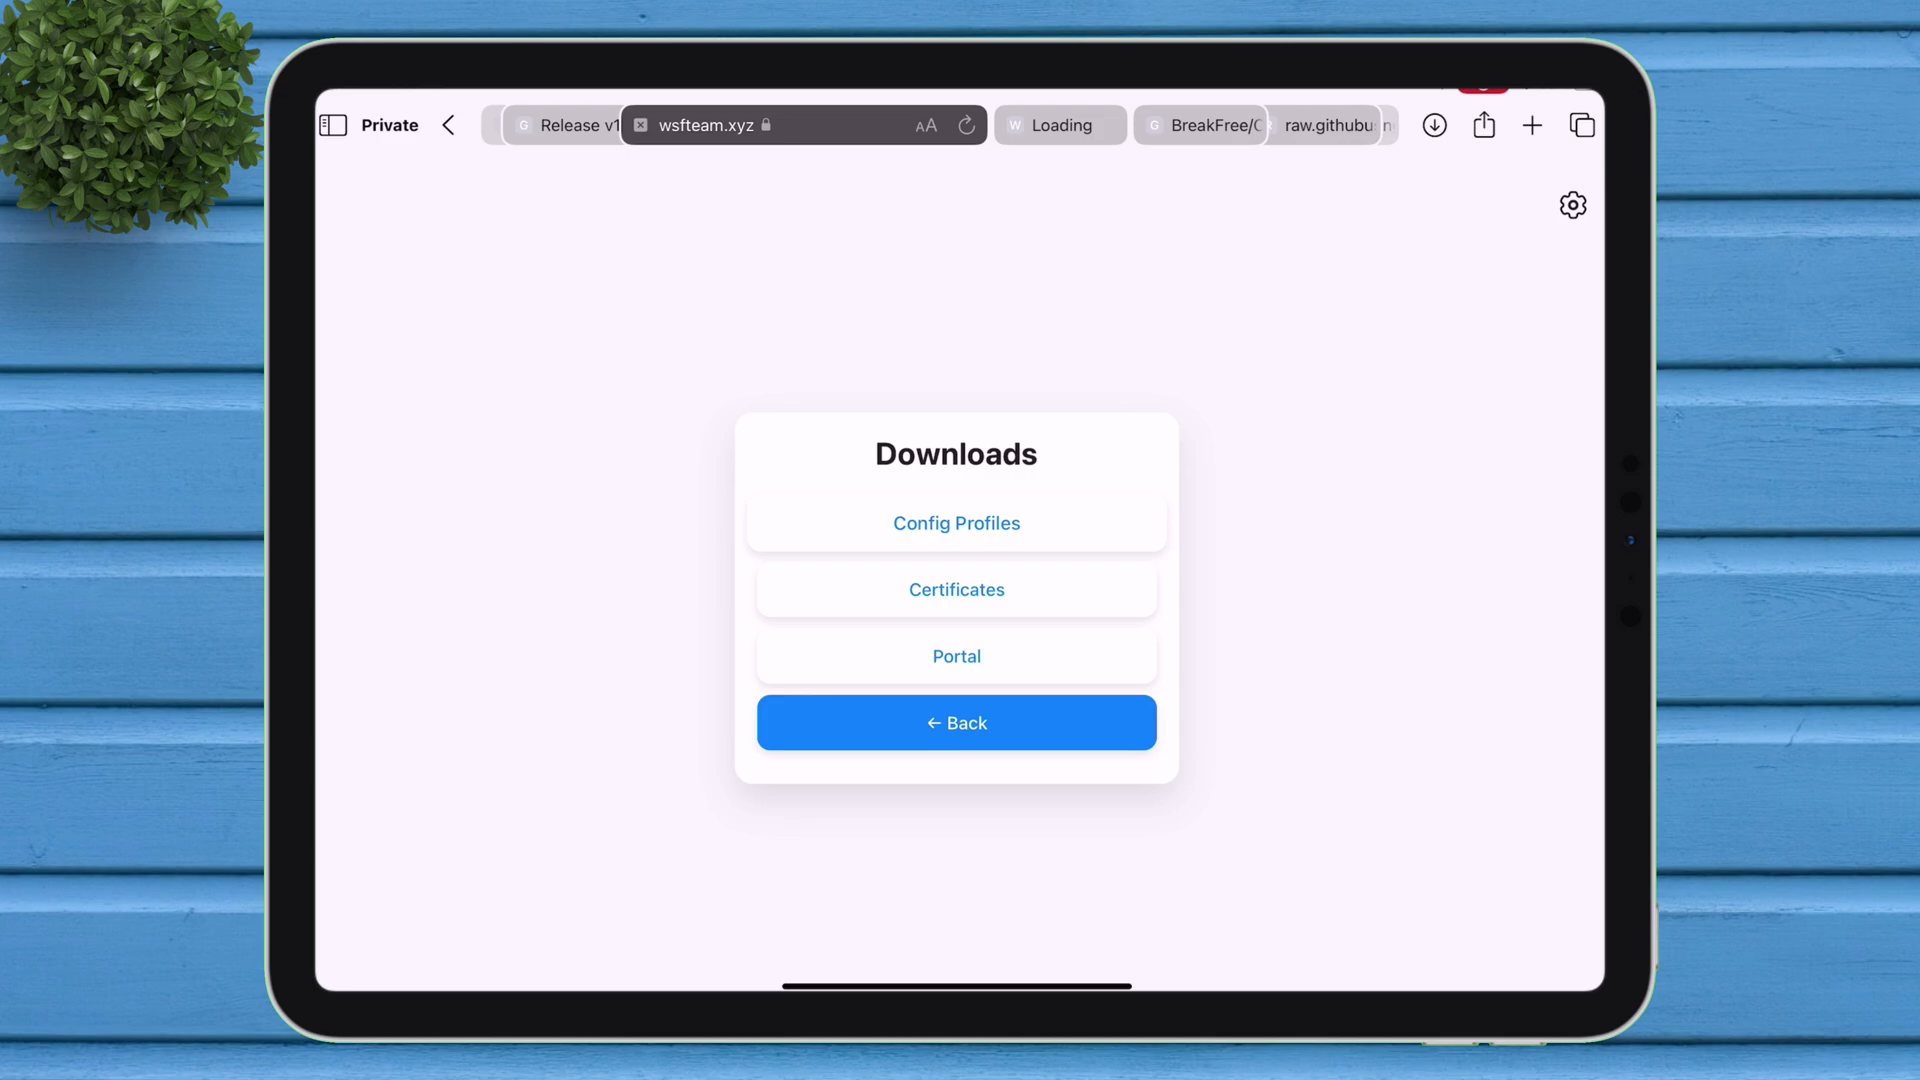 Private
G Release v1
wsfteam.xyz
AA
W Loading
G BreakFree/C
raw.githubu
Downloads
Config Profiles
Certificates
Portal
← Back